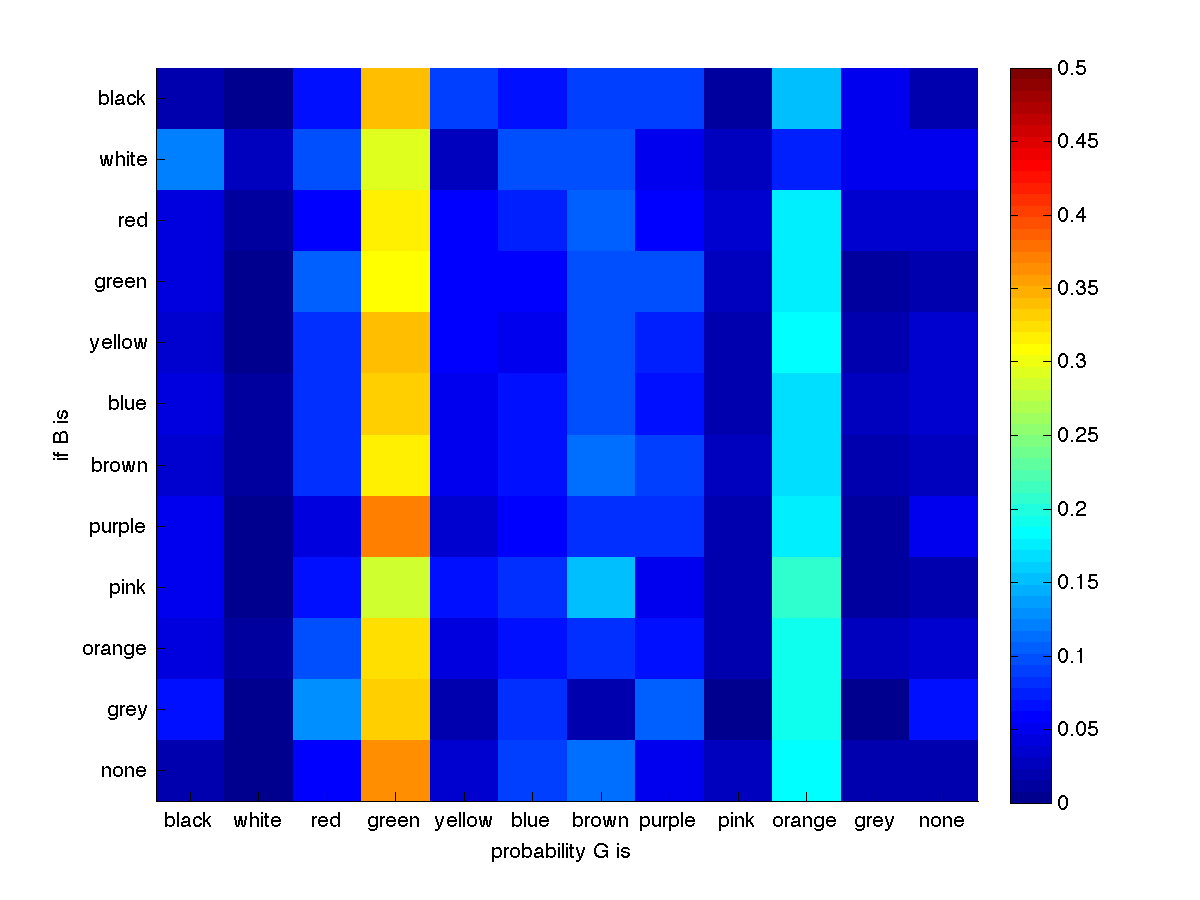 black
white
red
green
yellow
blue
brown
purple
pink
orange
grey
none
if B is
black white red green yellow blue brown purple pink orange grey none
probability G is
0.5
0.45
0.4
0.35
0.3
0.25
0.2
0.15
0.1
0.05
0